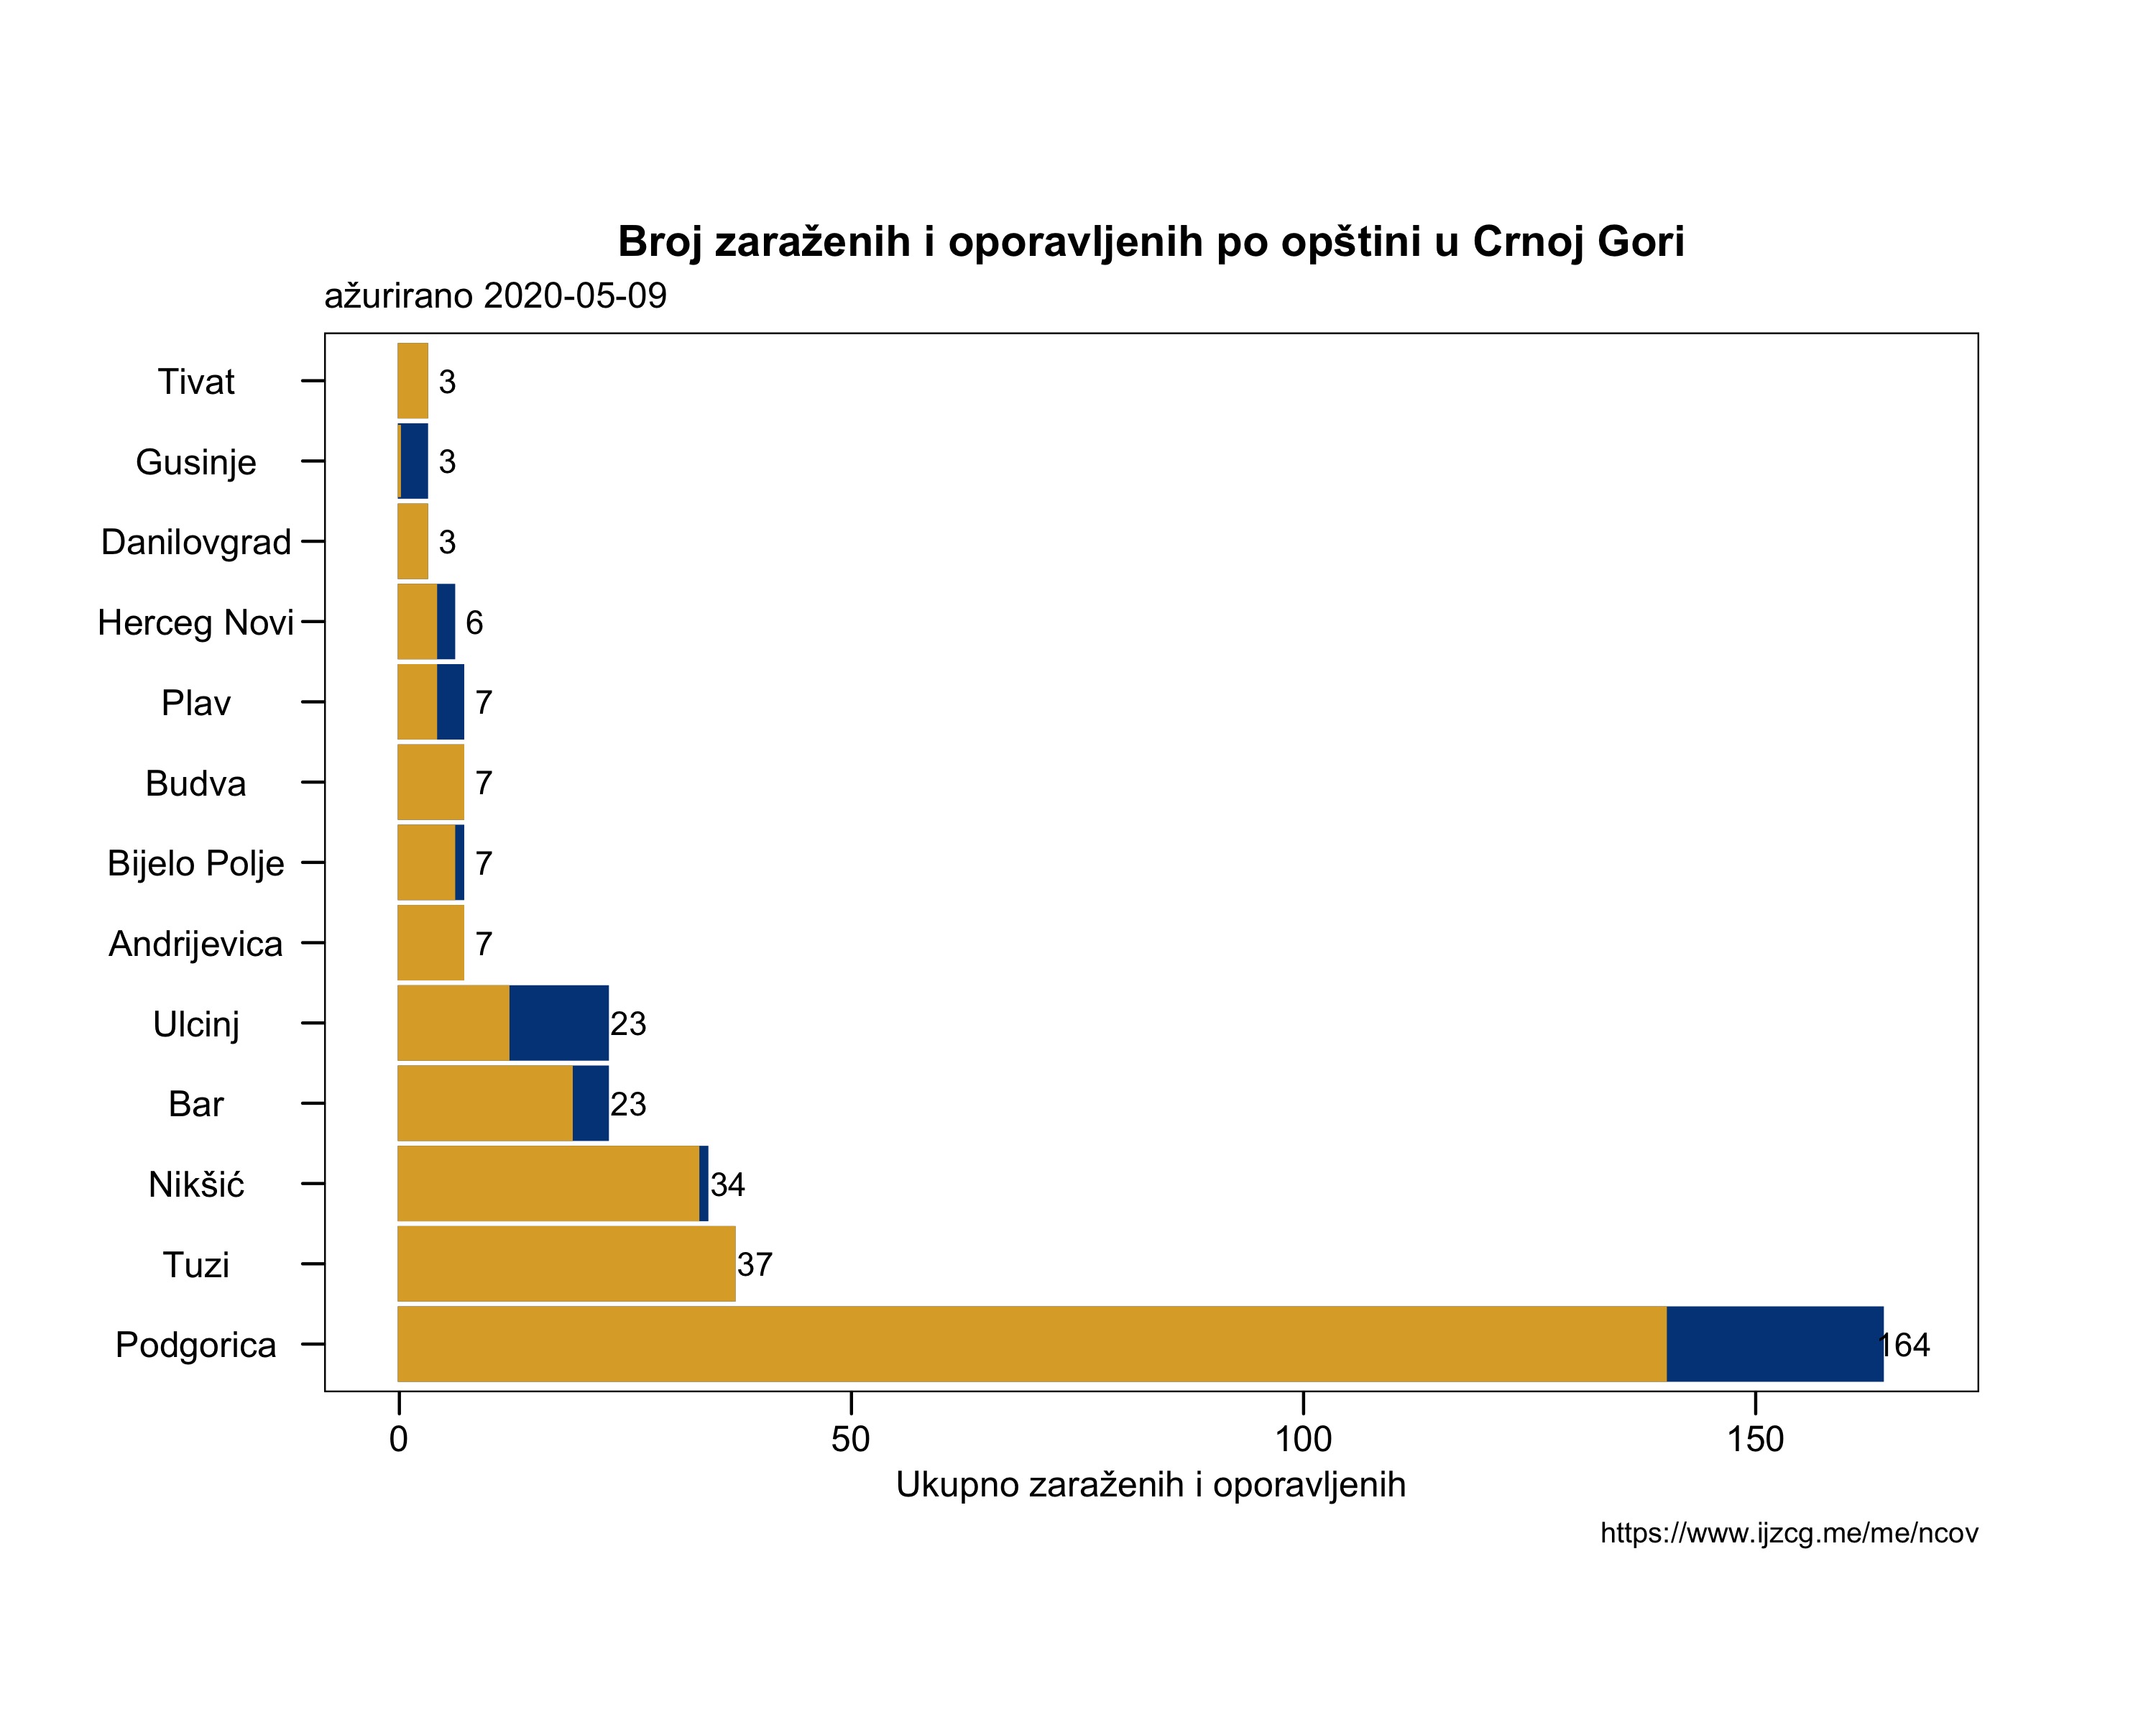 Broj zaraženih i oporavljenih po opštini u Crnoj Gori
ažurirano 2020-05-09
Tivat 3
Gusinje 3
Danilovgrad 3
Herceg Novi 6
Plav 7
Budva 7
Bijelo Polje 7
Andrijevica 7
Ulcinj 23
Bar 23
Nikšić 34
Tuzi 37
Podgorica 164
0 50 100 150
Ukupno zaraženih i oporavljenih
https://www.ijzcg.me/me/ncov